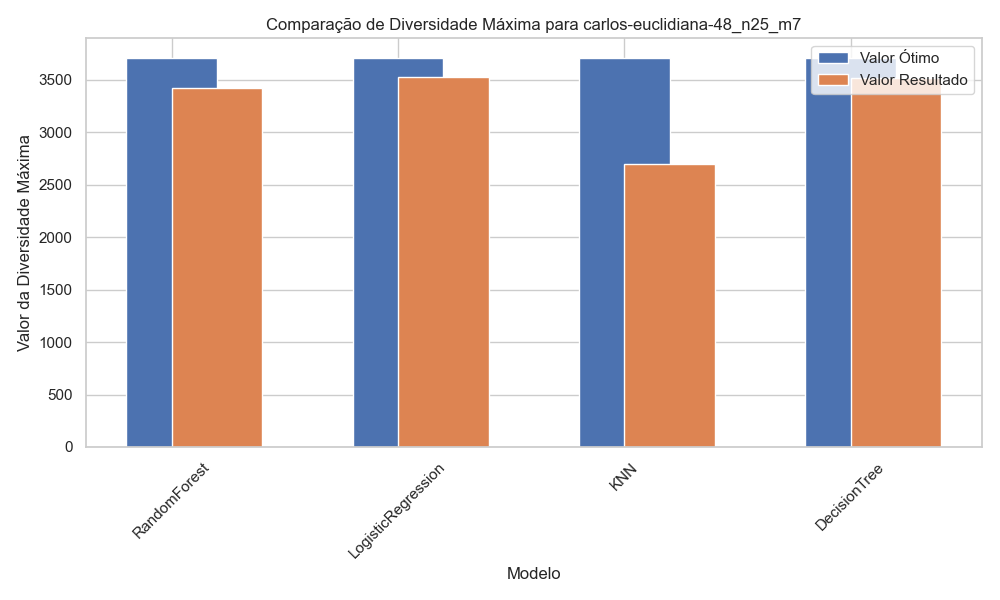 Comparação de Diversidade Máxima para carlos-euclidiana-48_n25_m7
Valor Ótimo
Valor Resultado
Valor da Diversidade Máxima
3500
3000
2500
2000
1500
1000
500
0
RandomForest
LogisticRegression
KNN
DecisionTree
Modelo